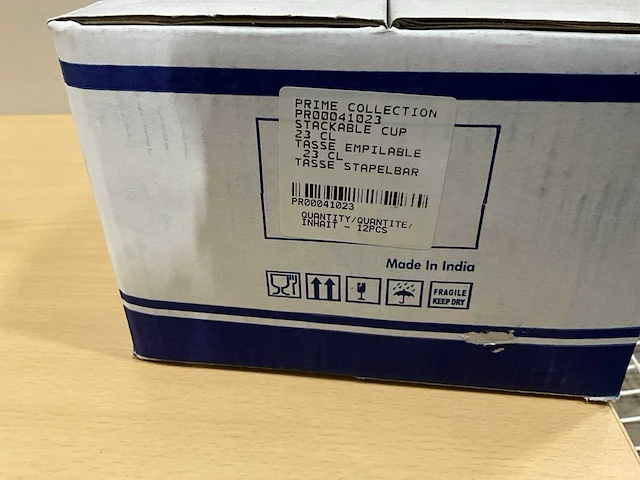 PRIME COLLECTION
PR00041023
STACKABLE CUP
23 CL
TASSE EMPILABLE
23 CL
TASSE STAPELBAR
PR00041023
QUANTITY/QUANTITE/
INHAIT - 12PCS
Made In India
FRAGILE
KEEP DRY